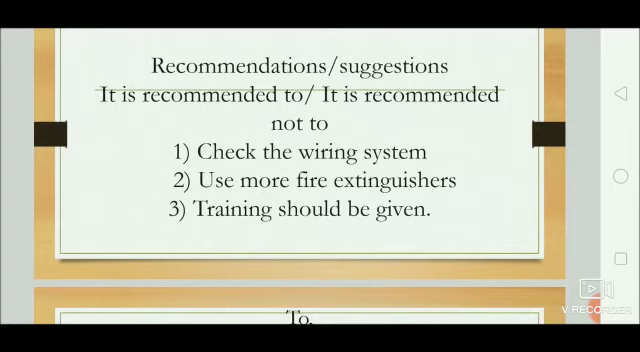 Recommendations/suggestions
It is recommended to/ It is recommended
not to
1) Check the wiring system
2) Use more fire extinguishers
3) Training should be given.
To,
V RECORDER